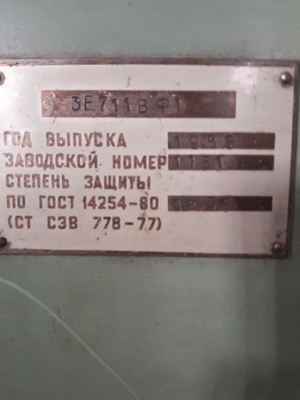 3Е711ВФ1
ГОД ВЫПУСКА
ЗАВОДСКОЙ НОМЕР
СТЕПЕНЬ ЗАЩИТЫ
ПО ГОСТ 14254-80
(СТ СЭВ 778-77)